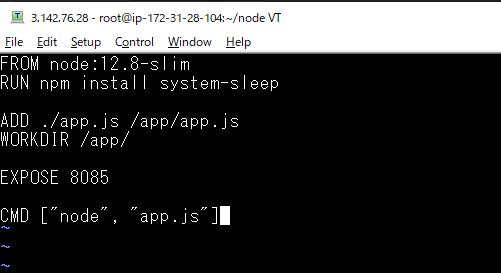 3.142.76.28 - root@ip-172-31-28-104:~/node VT
File Edit Setup Control Window Help
FROM node:12.8-slim
RUN npm install system-sleep
ADD ./app.js /app/app.js
WORKDIR /app/
EXPOSE 8085
CMD ["node", "app.js"]
~
~
~